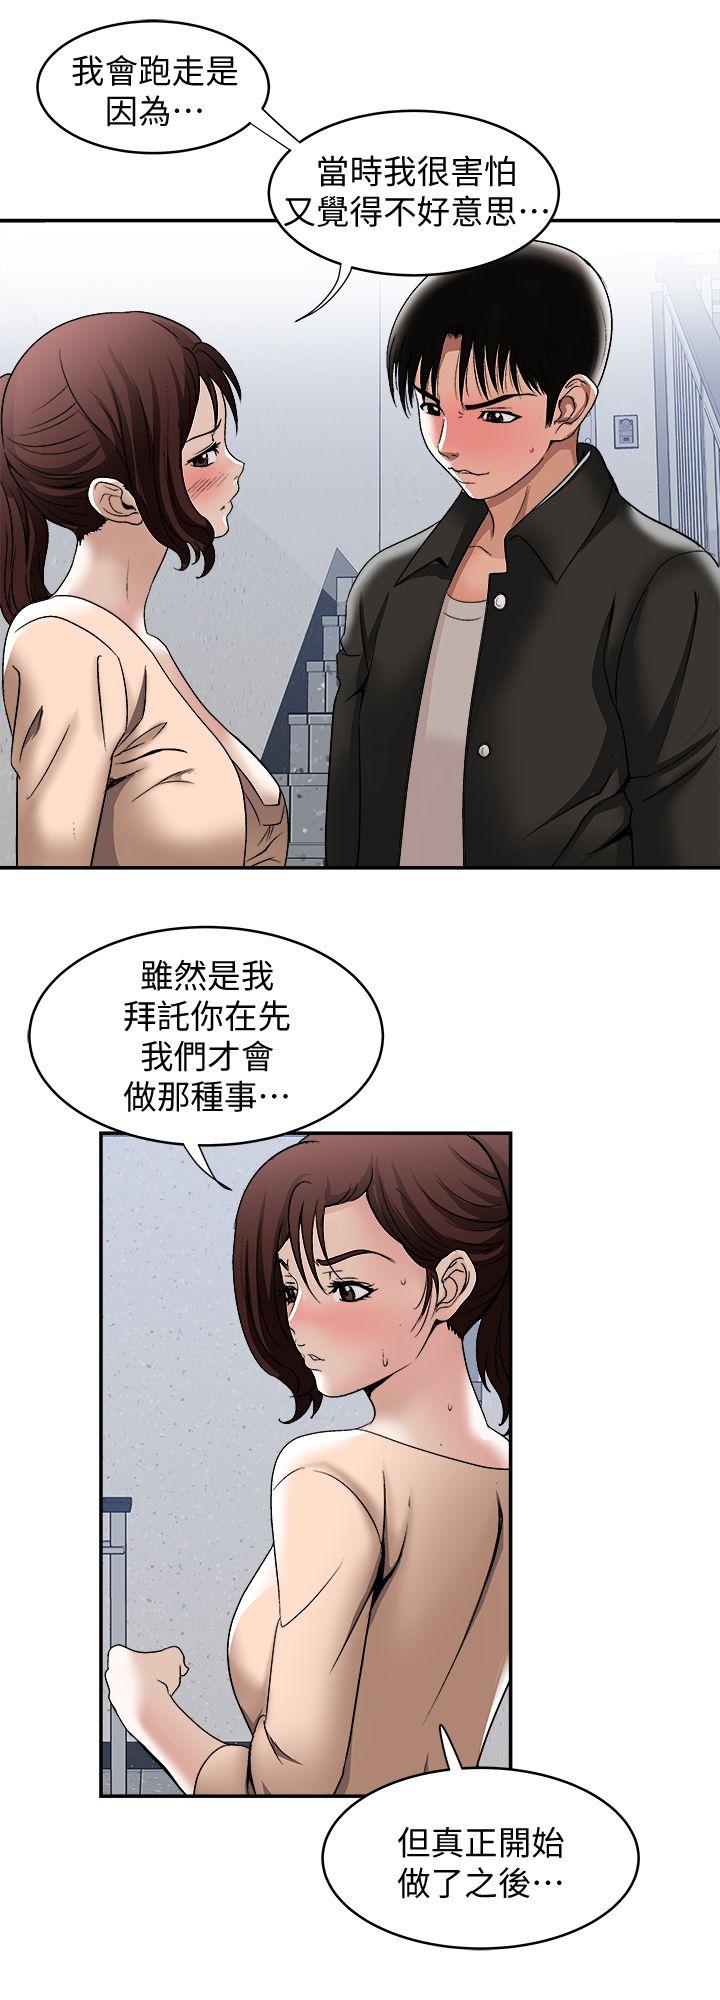 我會跑走是
因為⋯
當時我很害怕
又覺得不好意思⋯
雖然是我
拜託你在先
我們才會
做那種事⋯
但真正開始
做了之後⋯